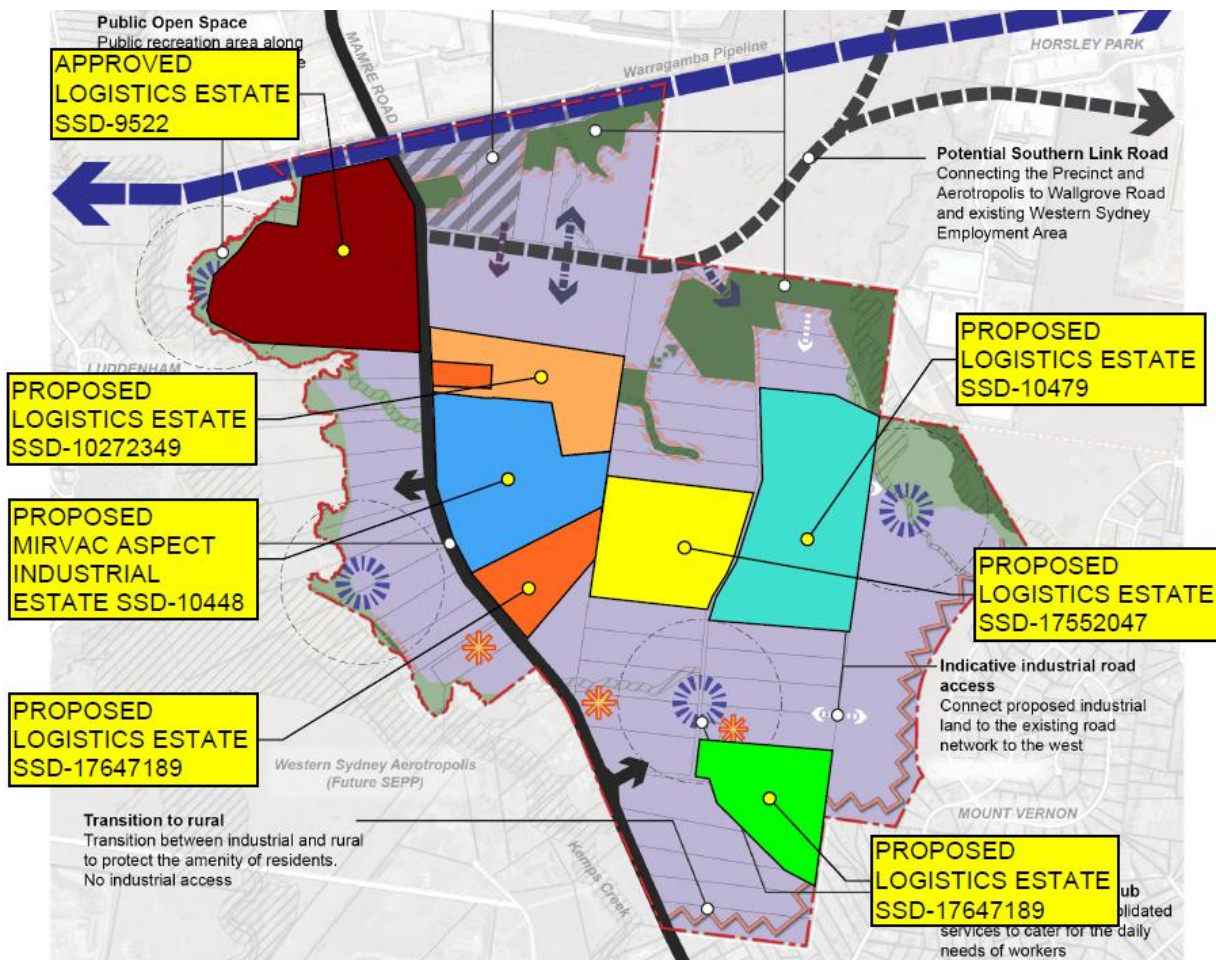 Public Open Space
Public recreation area along
APPROVED
LOGISTICS ESTATE
SSD-9522
MAMRE ROAD
Warragamba Pipeline
HORSLEY PARK
Potential Southern Link Road
Connecting the Precinct and
Aerotropolis to Wallgrove Road
and existing Western Sydney
Employment Area
LUDDENHAM
PROPOSED
LOGISTICS ESTATE
SSD-10479
PROPOSED
LOGISTICS ESTATE
SSD-10272349
PROPOSED
MIRVAC ASPECT
INDUSTRIAL
ESTATE SSD-10448
PROPOSED
LOGISTICS ESTATE
SSD-17552047
Indicative industrial road
access
Connect proposed industrial
land to the existing road
network to the west
PROPOSED
LOGISTICS ESTATE
SSD-17647189
Western Sydney Aerotropolis
(Future SEPP)
Transition to rural
Transition between industrial and rural
to protect the amenity of residents.
No industrial access
Kemps Creek
MOUNT VERNON
PROPOSED
LOGISTICS ESTATE
SSD-17647189
services to cater for the daily
needs of workers